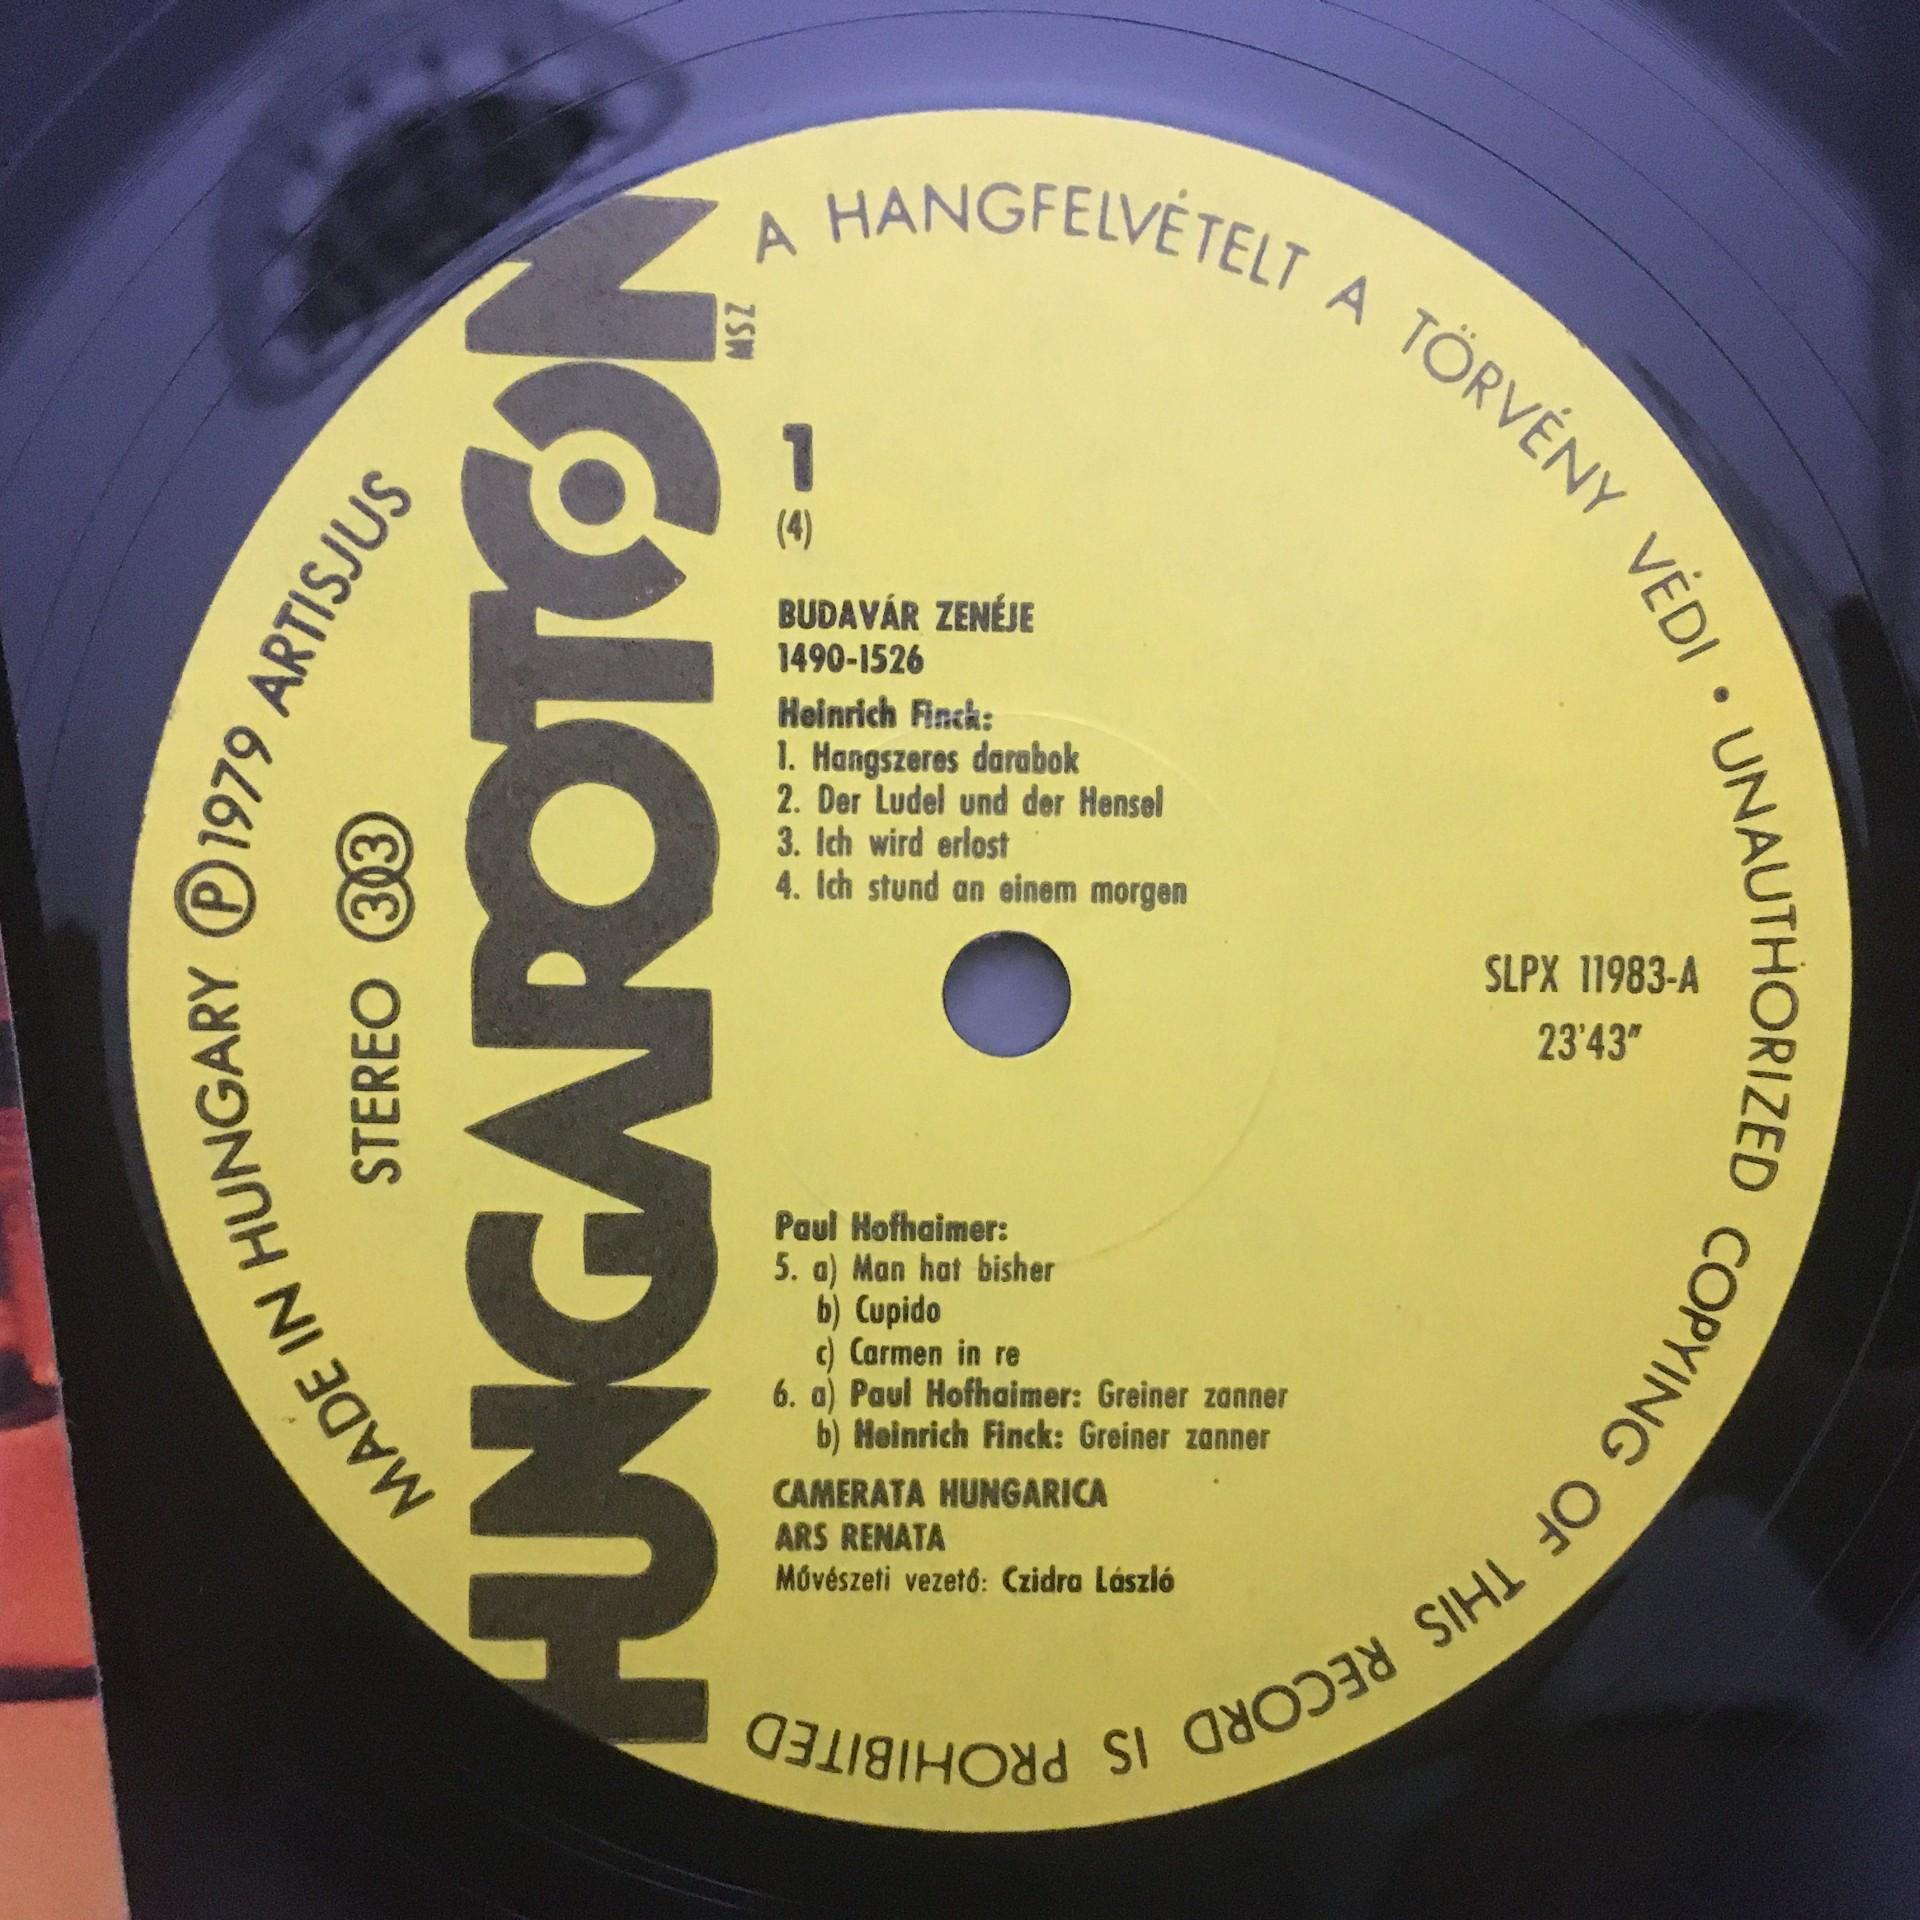 A HANGFELVÉTELT A TÖRVÉNY VÉDI • UNAUTHORIZED COPYING OF THIS RECORD IS PROHIBITED
MADE IN HUNGARY Ⓟ 1979 ARTISJUS
STEREO 33
HUNGAROTON
MSZ
1
(4)
BUDAVÁR ZENÉJE
1490-1526
Heinrich Finck:
1. Hangszeres darabok
2. Der Ludel und der Hensel
3. Ich wird erlost
4. Ich stund an einem morgen
SLPX 11983-A
23'43"
Paul Hofhaimer:
5. a) Man hat bisher
b) Cupido
c) Carmen in re
6. a) Paul Hofhaimer: Greiner zanner
b) Heinrich Finck: Greiner zanner
CAMERATA HUNGARICA
ARS RENATA
Művészeti vezető: Czidra László